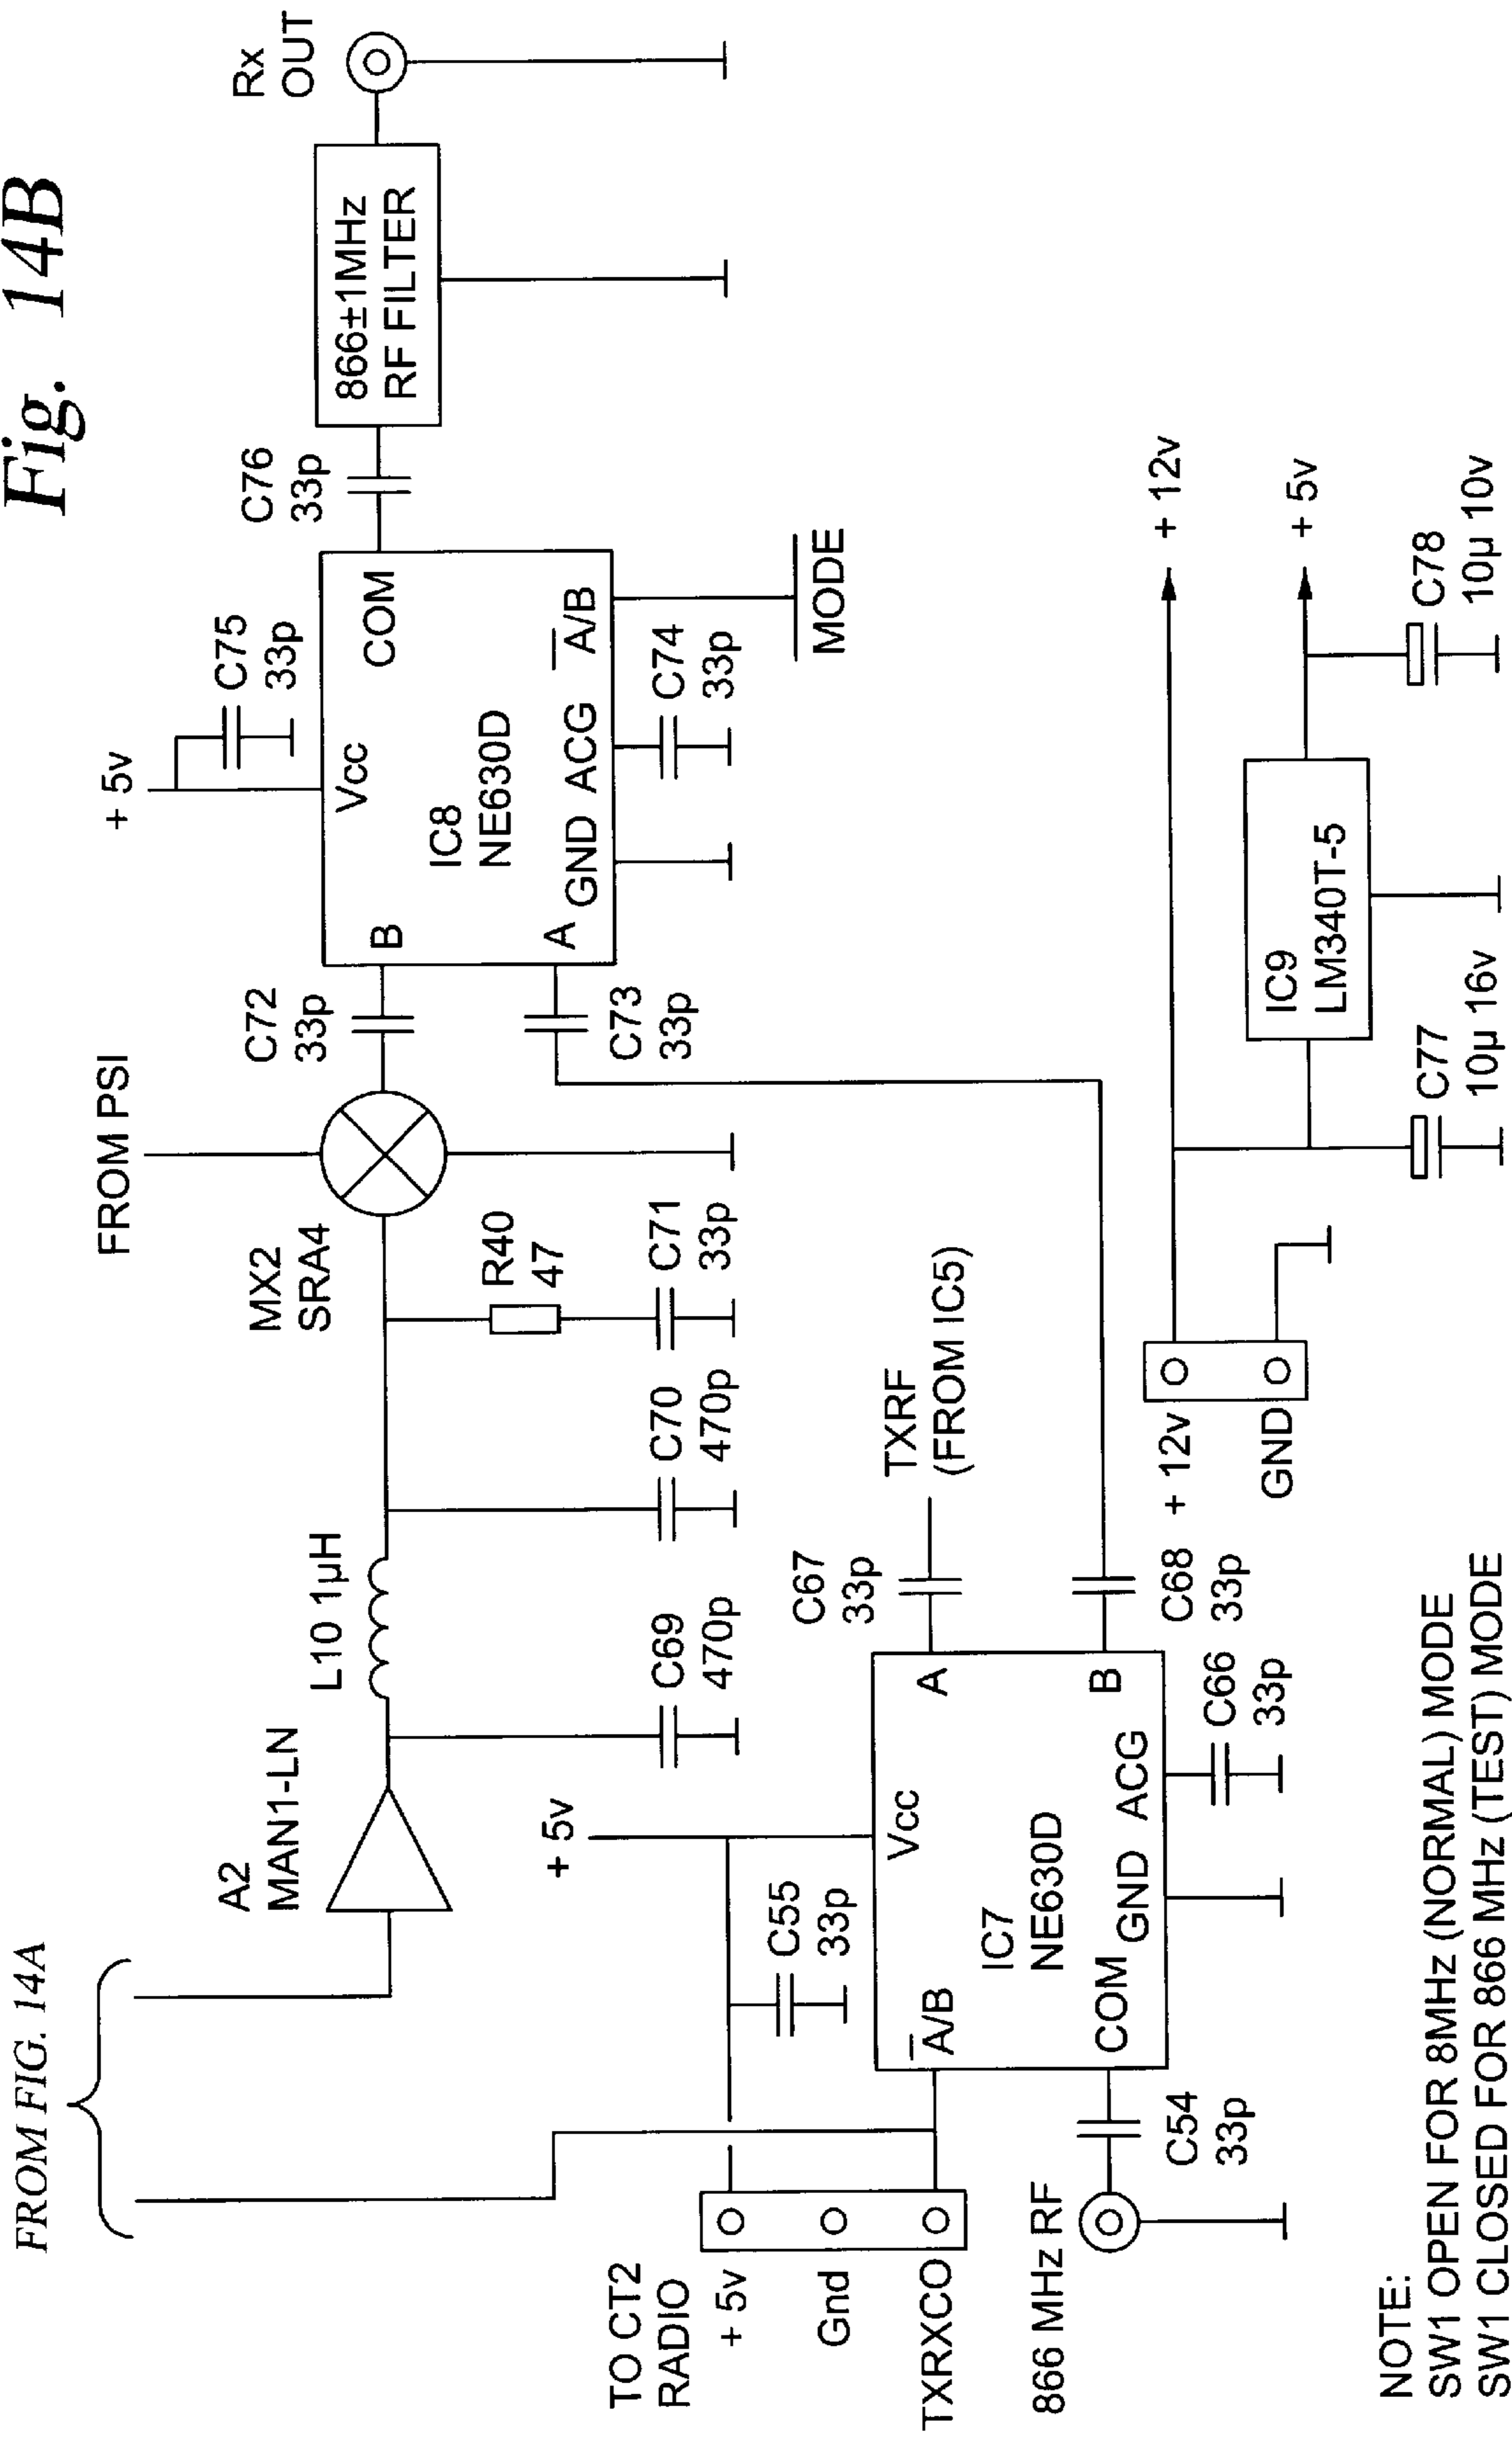 Fig. 14B
FROM FIG. 14A
A2
MAN1-LN
L10 1µH
C69
470p
C70
470p
R40
47
C71
33p
MX2
SRA4
FROM PSI
C72
33p
C73
33p
+ 5v
C75
33p
Vcc
B
COM
IC8
NE630D
A
GND
ACG
A̅/B
C74
33p
MODE
C76
33p
866±1MHz
RF FILTER
Rx
OUT
TO CT2
RADIO
+ 5v
Gnd
TXRXCO
+ 5v
C55
33p
Vcc
A̅/B
A
IC7
NE630D
COM
GND
ACG
B
866 MHz RF
C54
33p
C66
33p
C67
33p
TXRF
(FROM IC5)
C68
33p
+ 12v
GND
+ 12v
IC9
LM340T-5
+ 5v
C77
10µ 16v
C78
10µ 10v
NOTE:
SW1 OPEN FOR 8MHz (NORMAL) MODE
SW1 CLOSED FOR 866 MHz (TEST) MODE